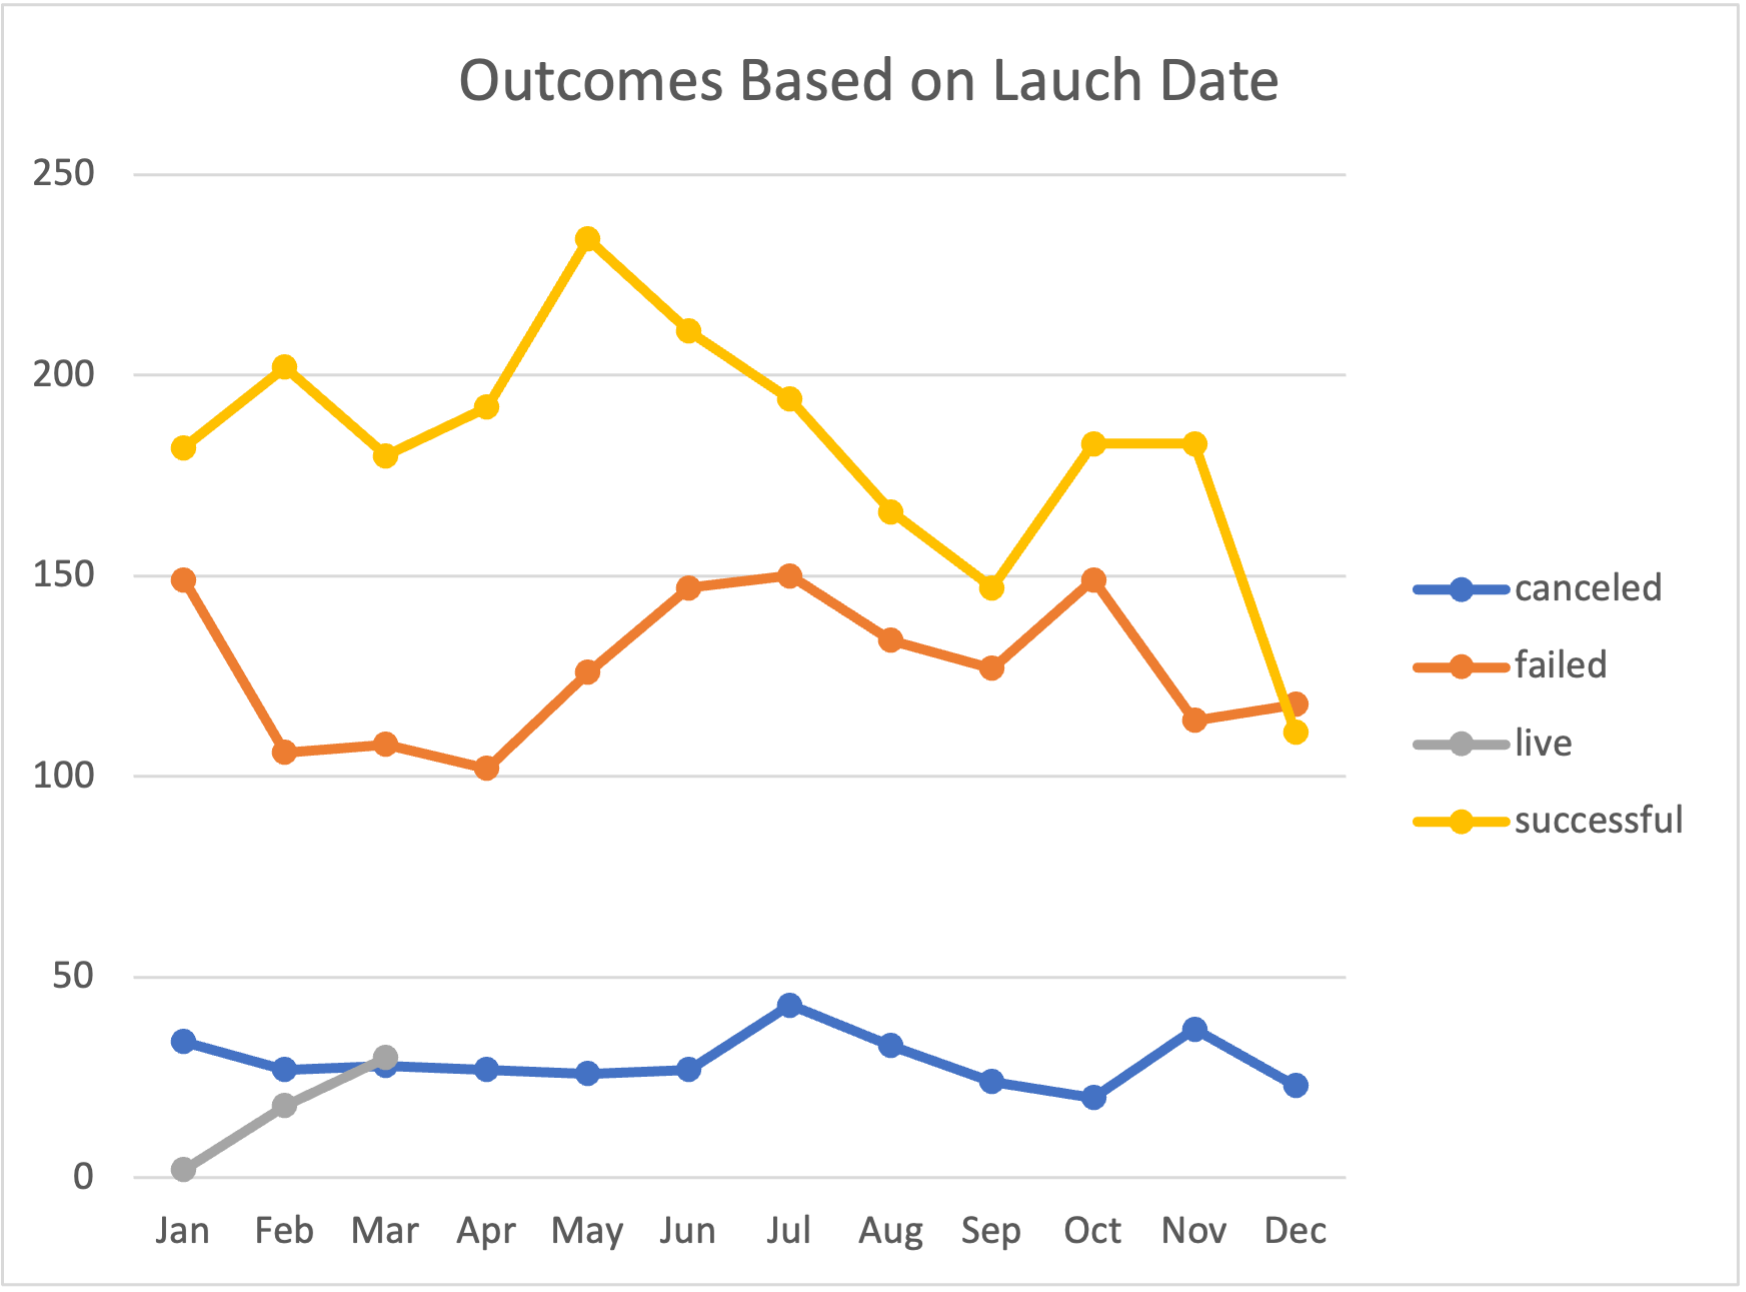 Outcomes Based on Lauch Date
250
200
150
100
50
0
Jan Feb Mar Apr May Jun Jul Aug Sep Oct Nov Dec
canceled
failed
live
successful